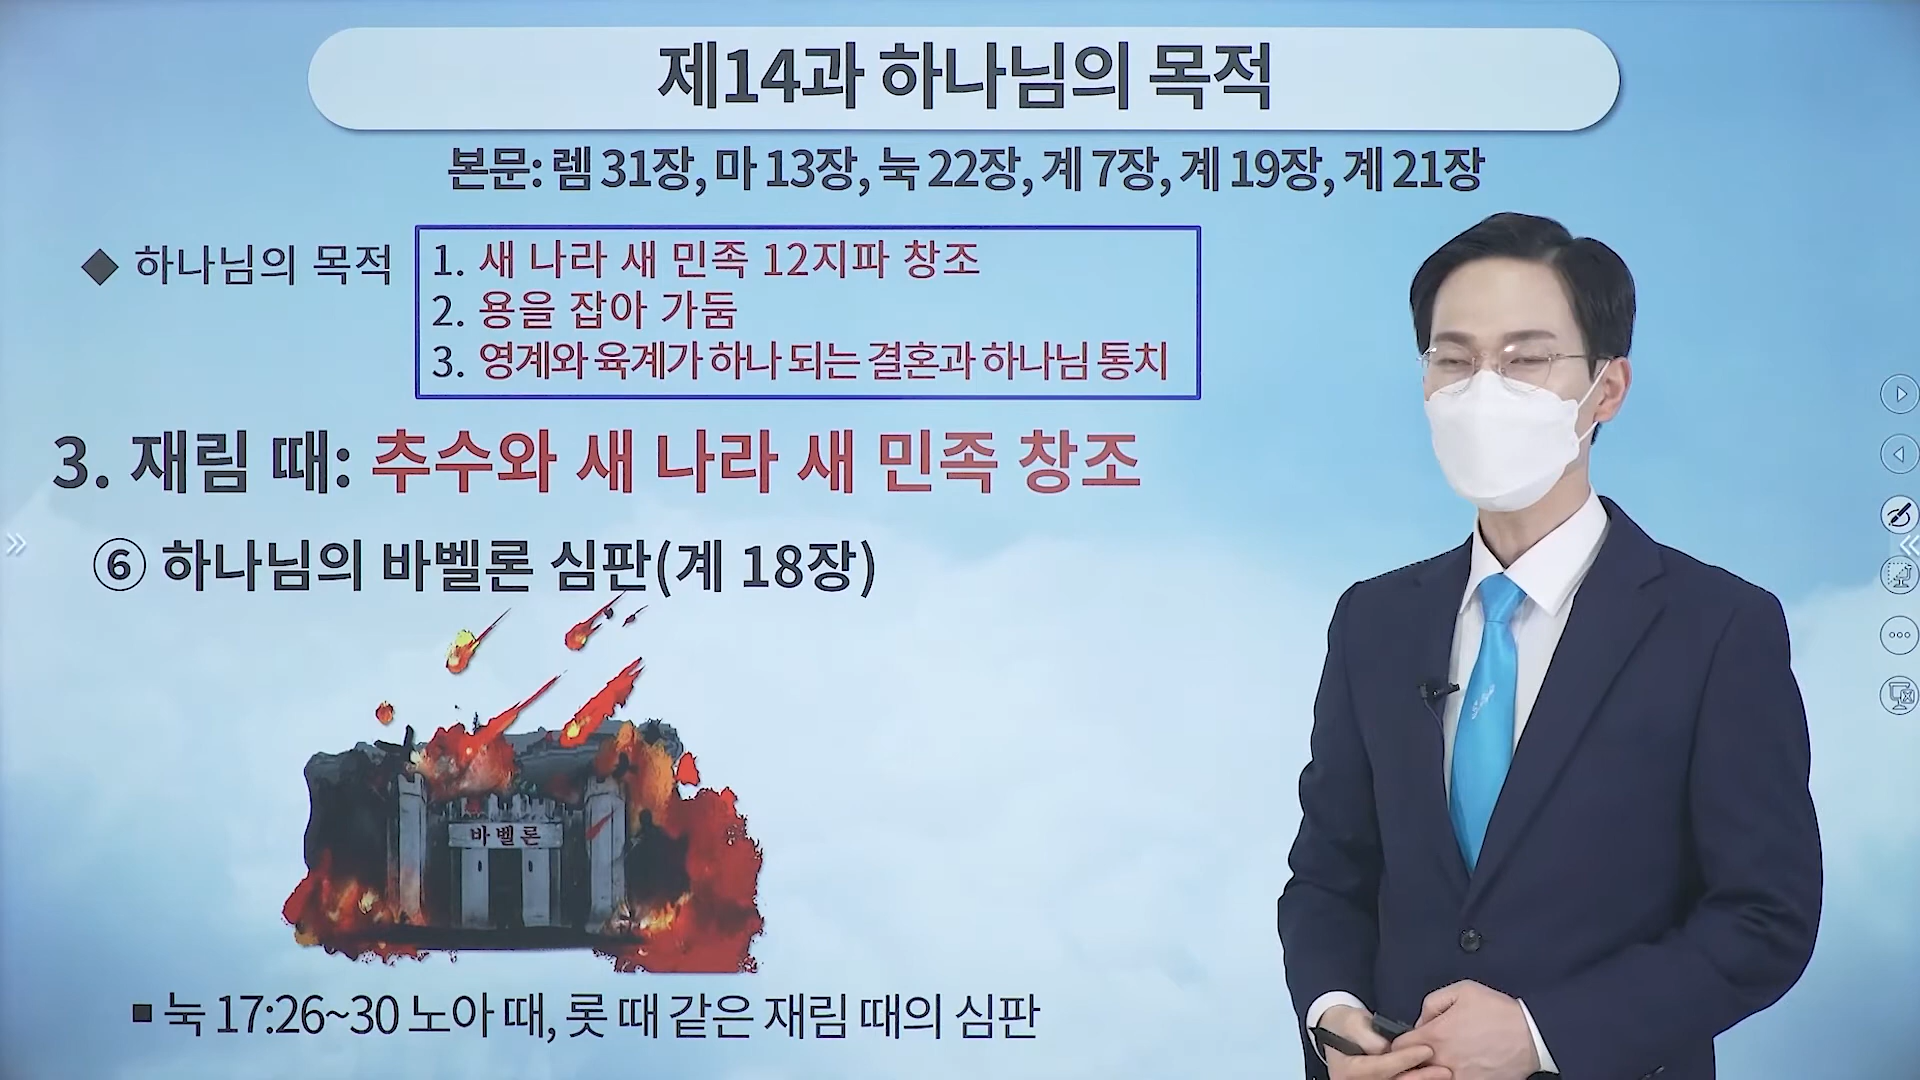 제14과 하나님의 목적
본문: 렘 31장, 마 13장, 눅 22장, 계 7장, 계 19장, 계 21장
◆ 하나님의 목적
1. 새 나라 새 민족 12지파 창조
2. 용을 잡아 가둠
3. 영계와 육계가 하나 되는 결혼과 하나님 통치
3. 재림 때: 추수와 새 나라 새 민족 창조
⑥ 하나님의 바벨론 심판(계 18장)
바벨론
■ 눅 17:26~30 노아 때, 롯 때 같은 재림 때의 심판